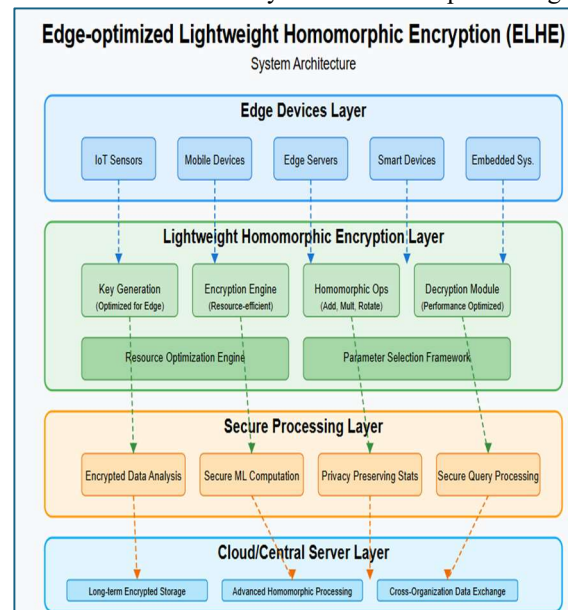 Edge-optimized Lightweight Homomorphic Encryption (ELHE)
System Architecture
Edge Devices Layer
IoT Sensors
Mobile Devices
Edge Servers
Smart Devices
Embedded Sys.
Lightweight Homomorphic Encryption Layer
Key Generation
(Optimized for Edge)
Encryption Engine
(Resource-efficient)
Homomorphic Ops
(Add, Mult, Rotate)
Decryption Module
(Performance Optimized)
Resource Optimization Engine
Parameter Selection Framework
Secure Processing Layer
Encrypted Data Analysis
Secure ML Computation
Privacy Preserving Stats
Secure Query Processing
Cloud/Central Server Layer
Long-term Encrypted Storage
Advanced Homomorphic Processing
Cross-Organization Data Exchange